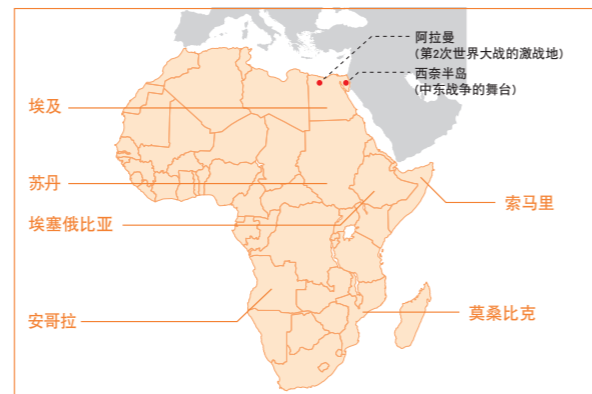 阿拉曼
(第2次世界大战的激战地)
西奈半岛
(中东战争的舞台)
埃及
苏丹
索马里
埃塞俄比亚
安哥拉
莫桑比克